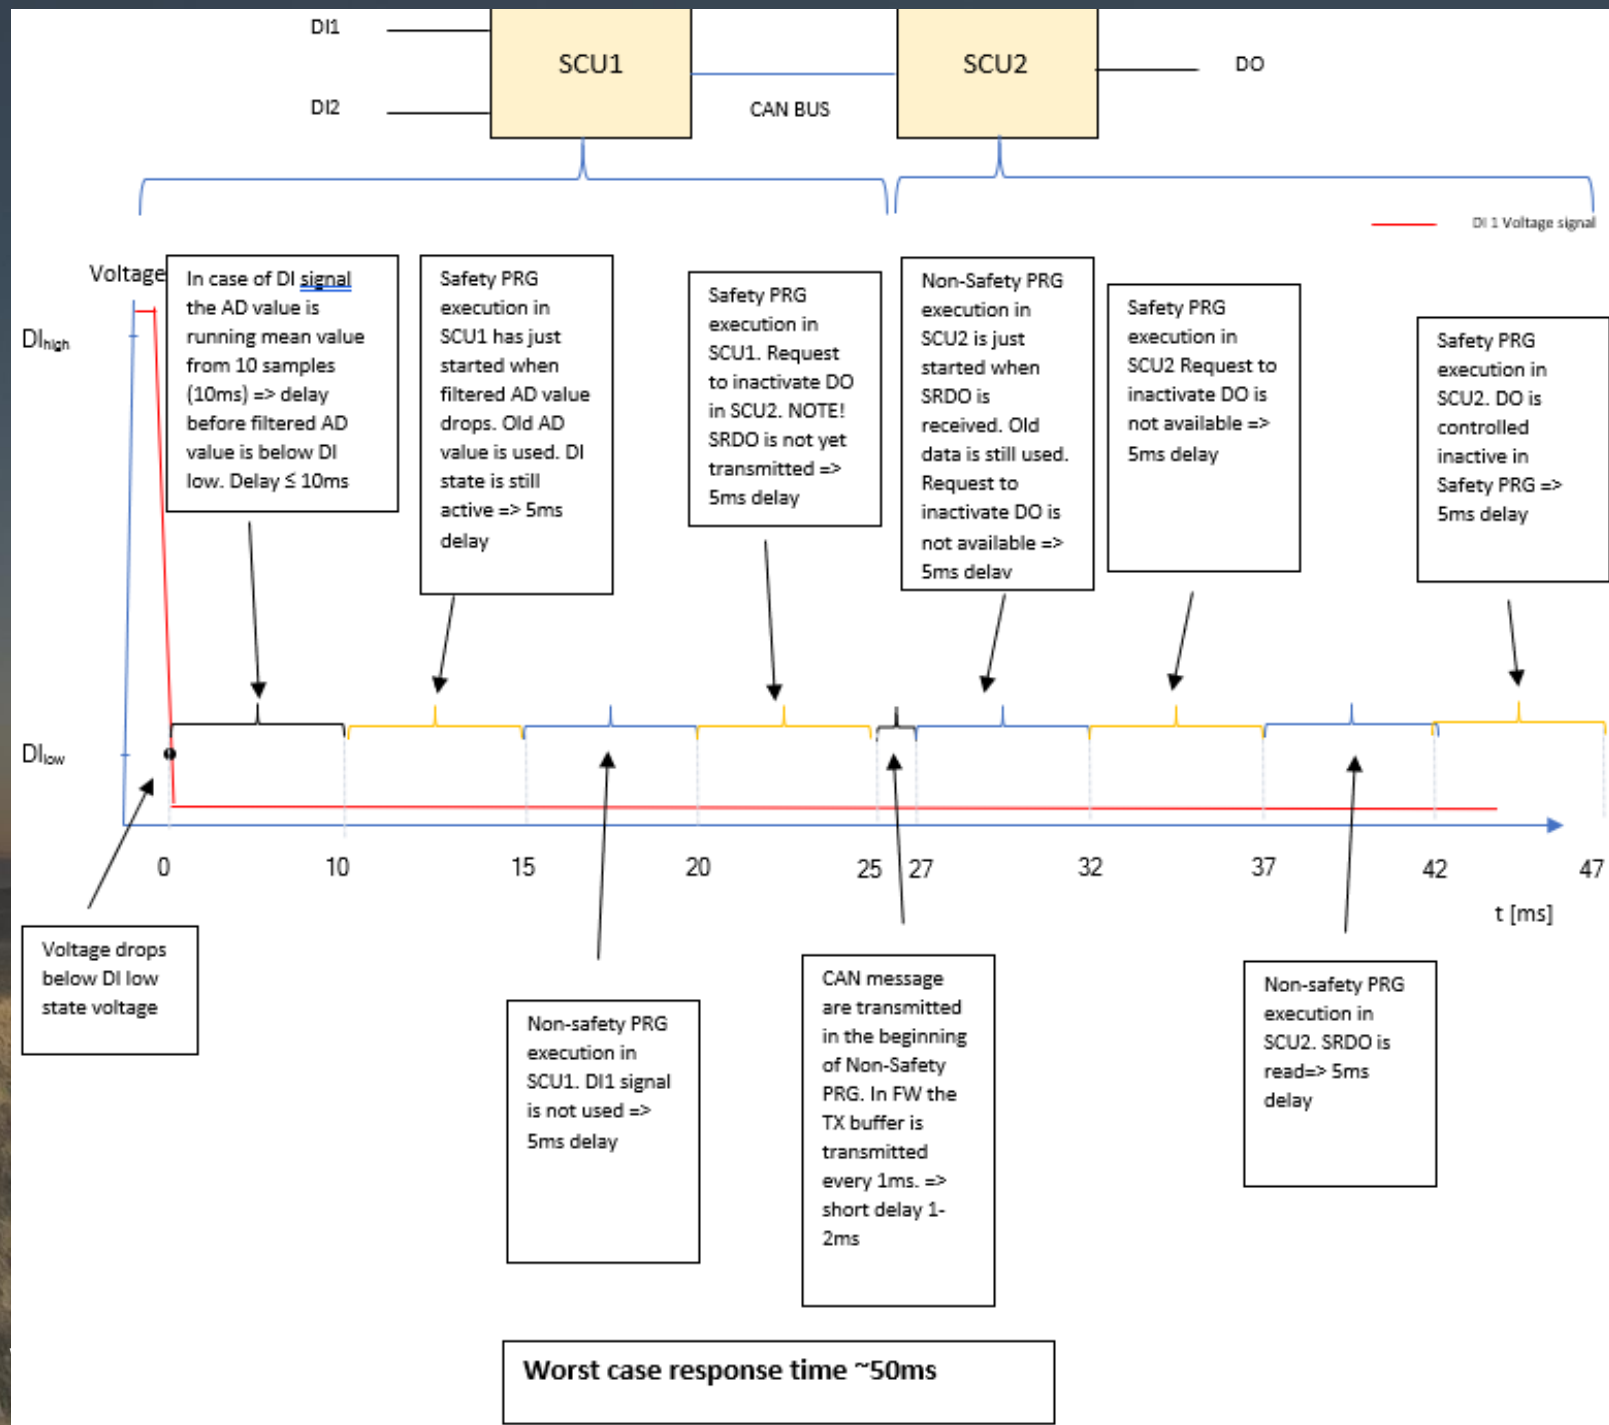 DI1
SCU1
SCU2
DO
DI2
CAN BUS
DI 1 Voltage signal
Voltage
DIhigh
DIlow
In case of DI signal
the AD value is
running mean value
from 10 samples
(10ms) => delay
before filtered AD
value is below DI
low. Delay ≤ 10ms
Safety PRG
execution in
SCU1 has just
started when
filtered AD value
drops. Old AD
value is used. DI
state is still
active => 5ms
delay
Safety PRG
execution in
SCU1. Request
to inactivate DO
in SCU2. NOTE!
SRDO is not yet
transmitted =>
5ms delay
Non-Safety PRG
execution in
SCU2 is just
started when
SRDO is
received. Old
data is still used.
Request to
inactivate DO is
not available =>
5ms delay
Safety PRG
execution in
SCU2 Request to
inactivate DO is
not available =>
5ms delay
Safety PRG
execution in
SCU2. DO is
controlled
inactive in
Safety PRG =>
5ms delay
0 10 15 20 25 27 32 37 42 47
t [ms]
Voltage drops
below DI low
state voltage
Non-safety PRG
execution in
SCU1. DI1 signal
is not used =>
5ms delay
CAN message
are transmitted
in the beginning
of Non-Safety
PRG. In FW the
TX buffer is
transmitted
every 1ms. =>
short delay 1-
2ms
Non-safety PRG
execution in
SCU2. SRDO is
read=> 5ms
delay
Worst case response time ~50ms